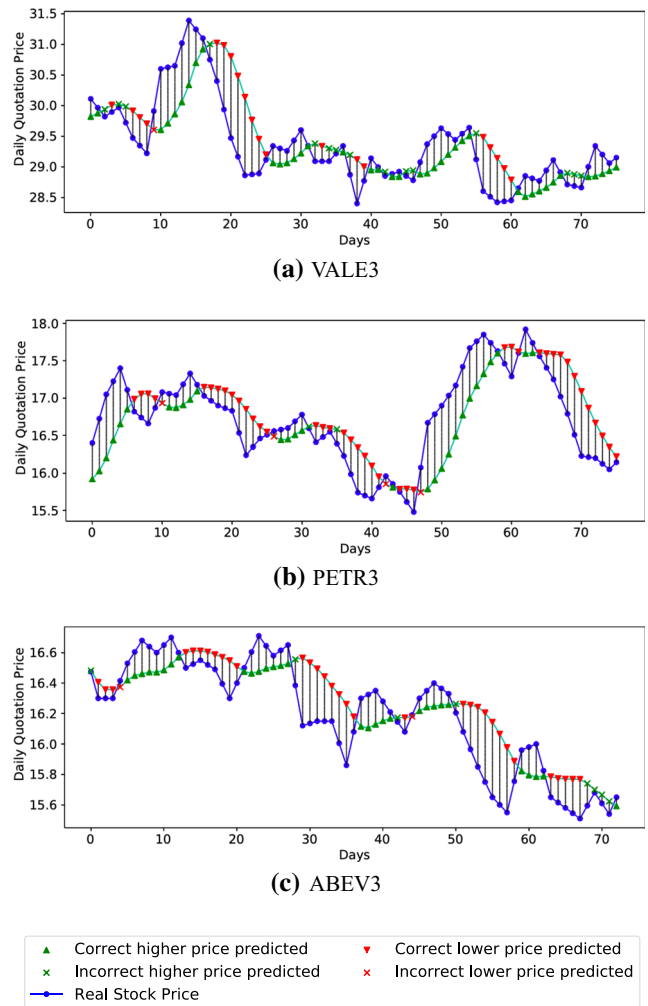 31.5
31.0
30.5
30.0
29.5
29.0
28.5
Daily Quotation Price
0 10 20 30 40 50 60 70
Days
(a) VALE3
18.0
17.5
17.0
16.5
16.0
15.5
Daily Quotation Price
0 10 20 30 40 50 60 70
Days
(b) PETR3
16.6
16.4
16.2
16.0
15.8
15.6
Daily Quotation Price
0 10 20 30 40 50 60 70
Days
(c) ABEV3
Correct higher price predicted Correct lower price predicted
Incorrect higher price predicted Incorrect lower price predicted
Real Stock Price